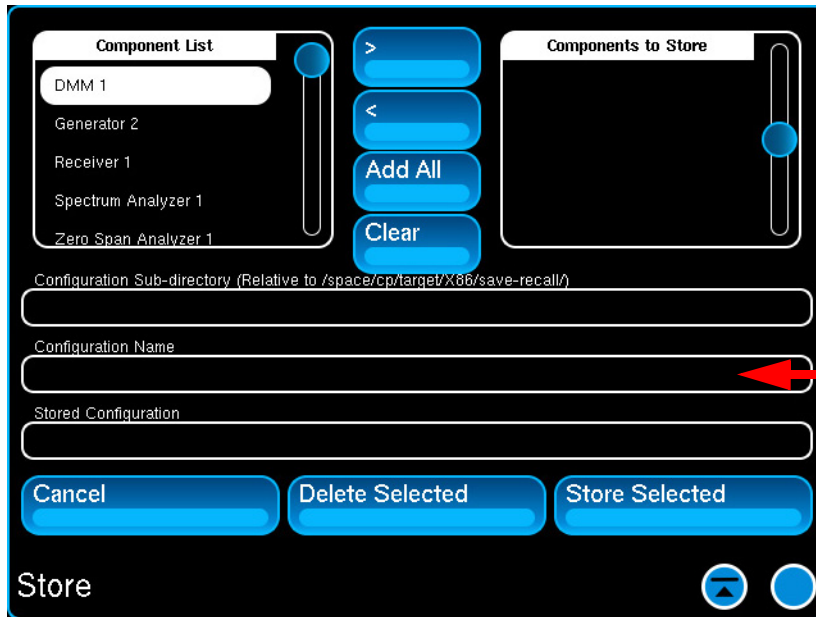 Component List
DMM 1
Generator 2
Receiver 1
Spectrum Analyzer 1
Zero Span Analyzer 1
>
<
Add All
Clear
Components to Store
Configuration Sub-directory (Relative to /space/cp/target/X86/save-recall/)
Configuration Name
Stored Configuration
Cancel
Delete Selected
Store Selected
Store